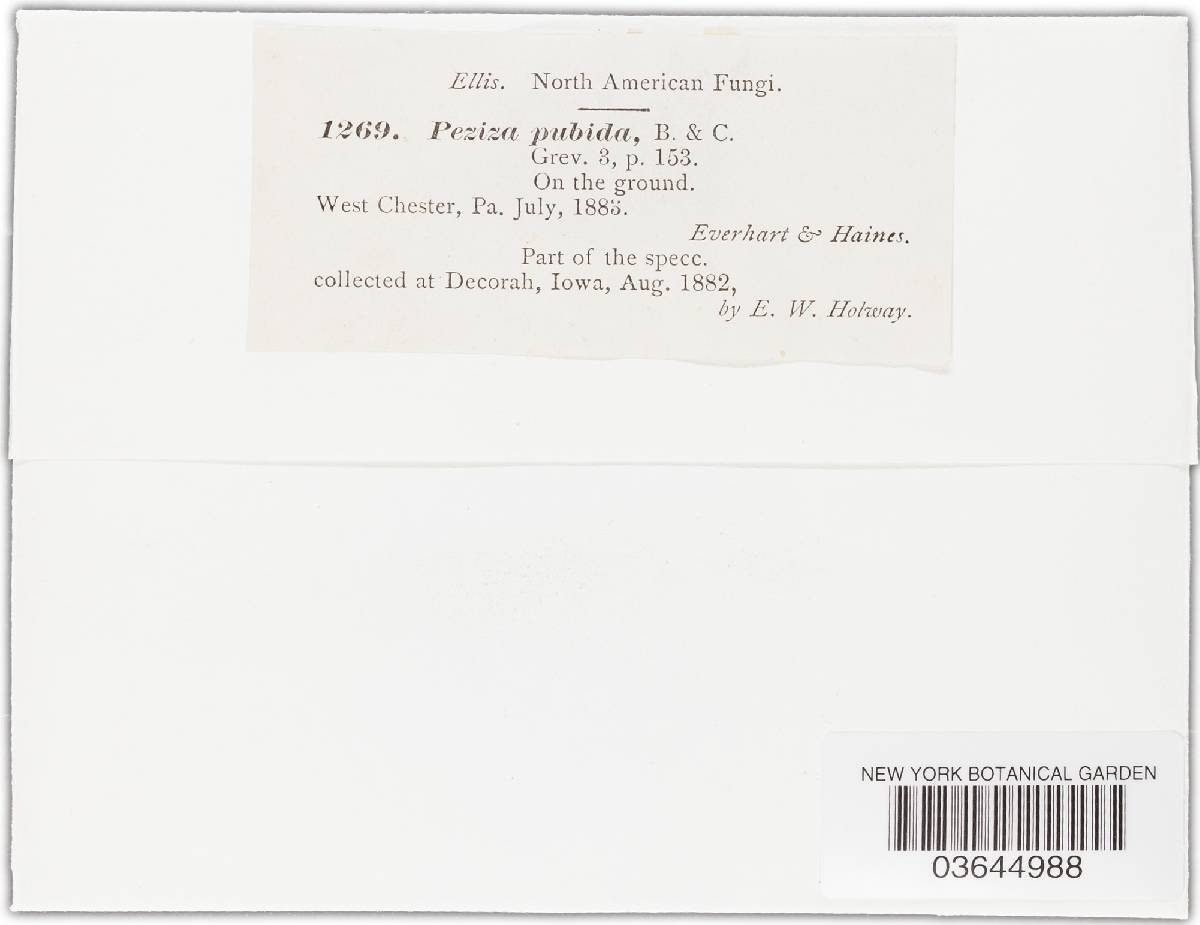 Ellis. North American Fungi.
1269. Peziza pubida, B. & C.
Grev. 3, p. 153.
On the ground.
West Chester, Pa. July, 1883.
Everhart & Haines.
Part of the specc.
collected at Decorah, Iowa, Aug. 1882,
by E. W. Holway.
NEW YORK BOTANICAL GARDEN
03644988